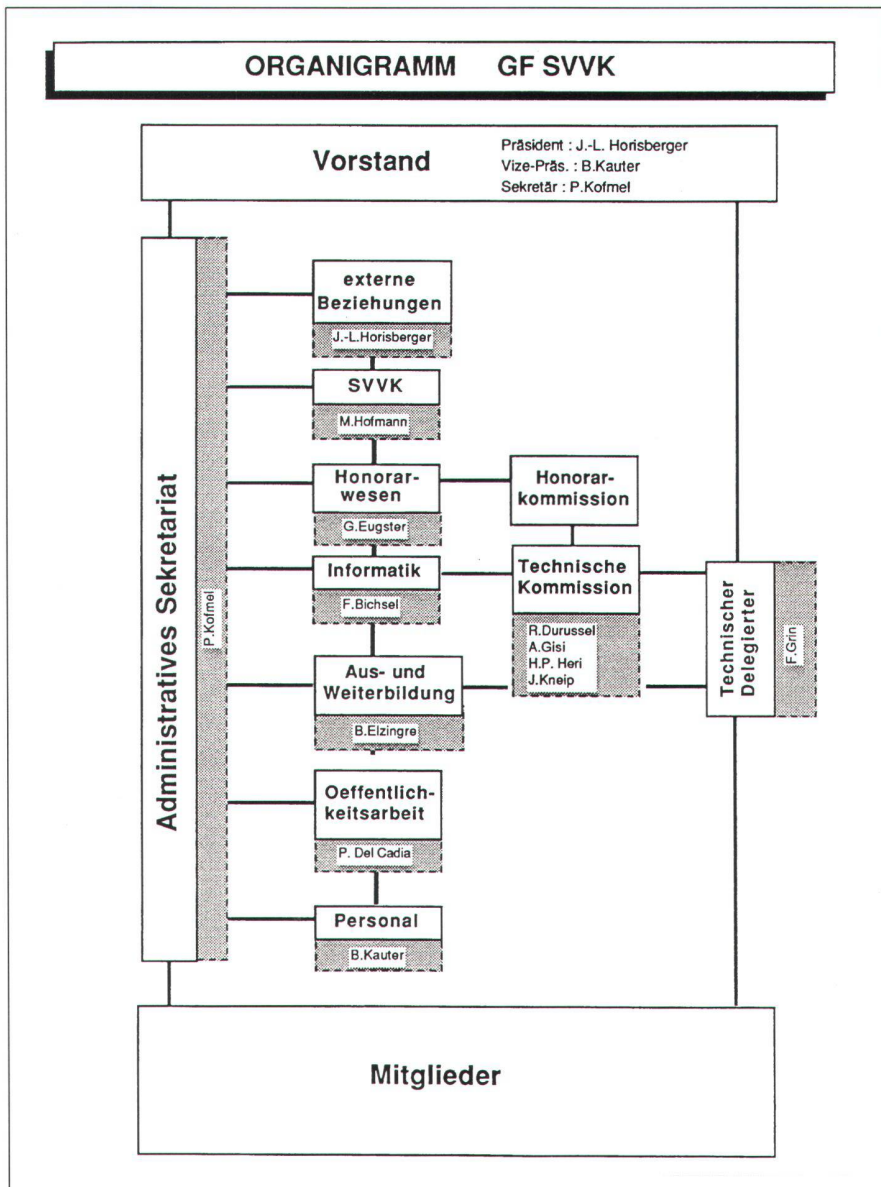 ORGANIGRAMM GF SVVK
Vorstand
Präsident : J.-L. Horisberger
Vize-Präs. : B.Kauter
Sekretär : P.Kofmel
Administratives Sekretariat
P.Kofmel
externe
Beziehungen
J.-L.Horisberger
SVVK
M.Hofmann
Honorar-
wesen
G.Eugster
Honorar-
kommission
Informatik
F.Bichsel
Technische
Kommission
R.Durussel
A.Gisi
H.P. Heri
J.Kneip
Technischer
Delegierter
F.Grin
Aus- und
Weiterbildung
B.Elzingre
Oeffentlich-
keitsarbeit
P. Del Cadia
Personal
B.Kauter
Mitglieder